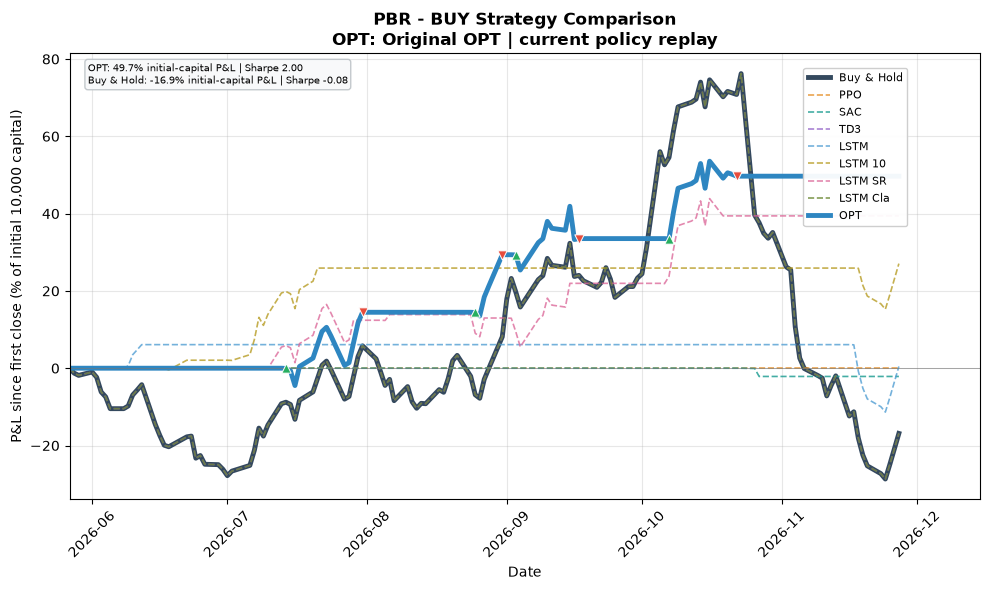 PBR - BUY Strategy Comparison
OPT: Original OPT | current policy replay
OPT: 49.7% initial-capital P&L | Sharpe 2.00
Buy & Hold: -16.9% initial-capital P&L | Sharpe -0.08
Buy & Hold
PPO
SAC
TD3
LSTM
LSTM 10
LSTM SR
LSTM Cla
OPT
P&L since first close (% of initial 10,000 capital)
80
60
40
20
0
−20
2026-06
2026-07
2026-08
2026-09
2026-10
2026-11
2026-12
Date